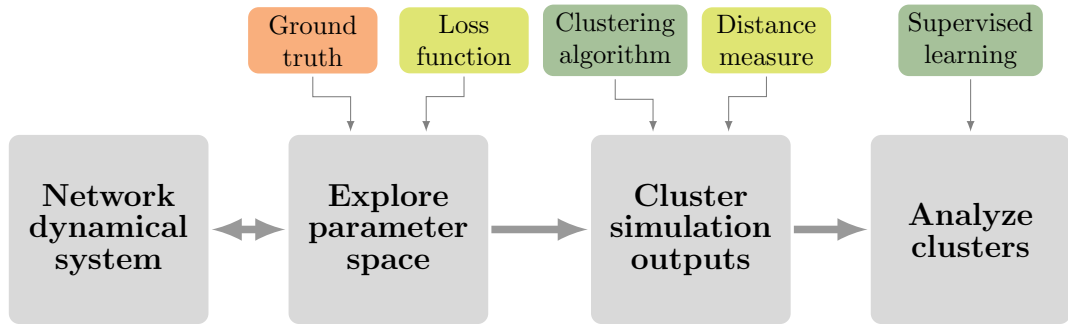 Ground
truth
Loss
function
Clustering
algorithm
Distance
measure
Supervised
learning
Network
dynamical
system
Explore
parameter
space
Cluster
simulation
outputs
Analyze
clusters